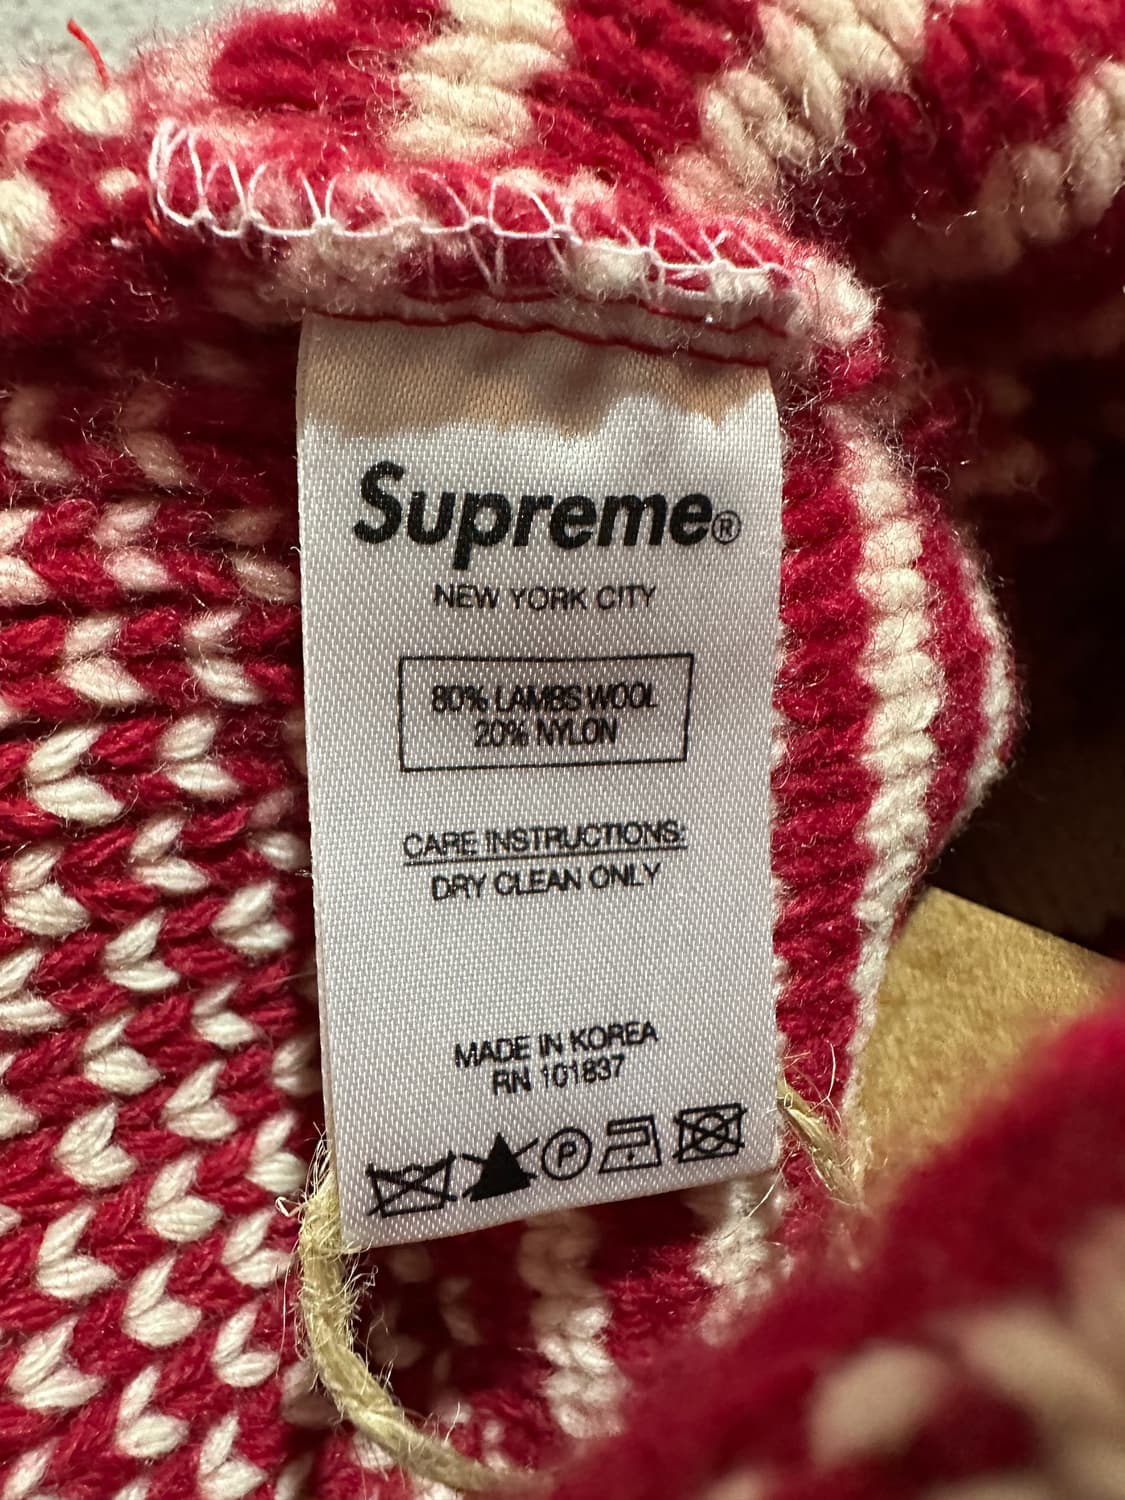 Supreme®
NEW YORK CITY
80% LAMBS WOOL
20% NYLON
CARE INSTRUCTIONS:
DRY CLEAN ONLY
MADE IN KOREA
RN 101837
P